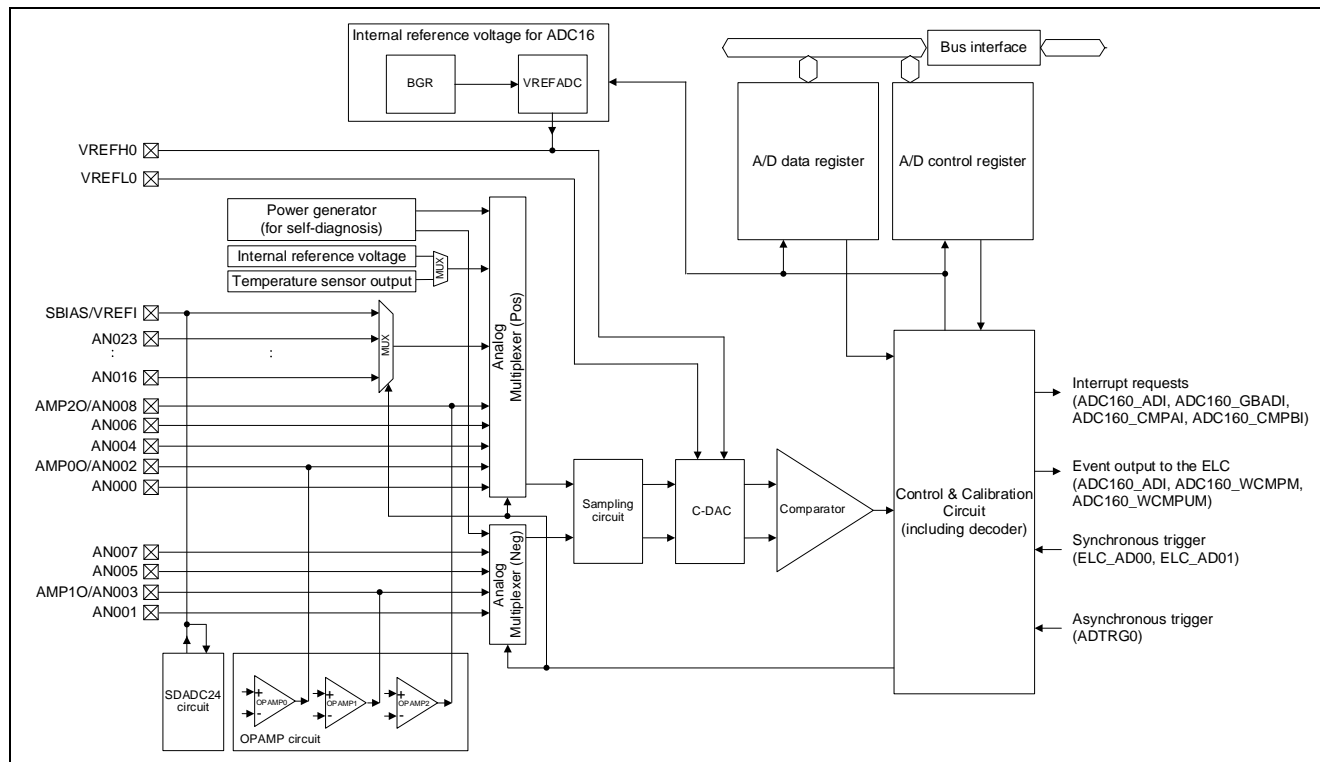 Internal reference voltage for ADC16
BGR
VREFADC
Bus interface
A/D data register
A/D control register
VREFH0
VREFL0
Power generator
(for self-diagnosis)
Internal reference voltage
Temperature sensor output
MUX
SBIAS/VREFI
AN023
:
:
AN016
MUX
AMP2O/AN008
AN006
AN004
AMP0O/AN002
AN000
Analog
Multiplexer (Pos)
AN007
AN005
AMP1O/AN003
AN001
Analog
Multiplexer (Neg)
Sampling
circuit
C-DAC
Comparator
Control & Calibration
Circuit
(including decoder)
Interrupt requests
(ADC160_ADI, ADC160_GBADI,
ADC160_CMPAI, ADC160_CMPBI)
Event output to the ELC
(ADC160_ADI, ADC160_WCMPM,
ADC160_WCMPUM)
Synchronous trigger
(ELC_AD00, ELC_AD01)
Asynchronous trigger
(ADTRG0)
SDADC24
circuit
+
OPAMP0
-
+
OPAMP1
-
+
OPAMP2
-
OPAMP circuit